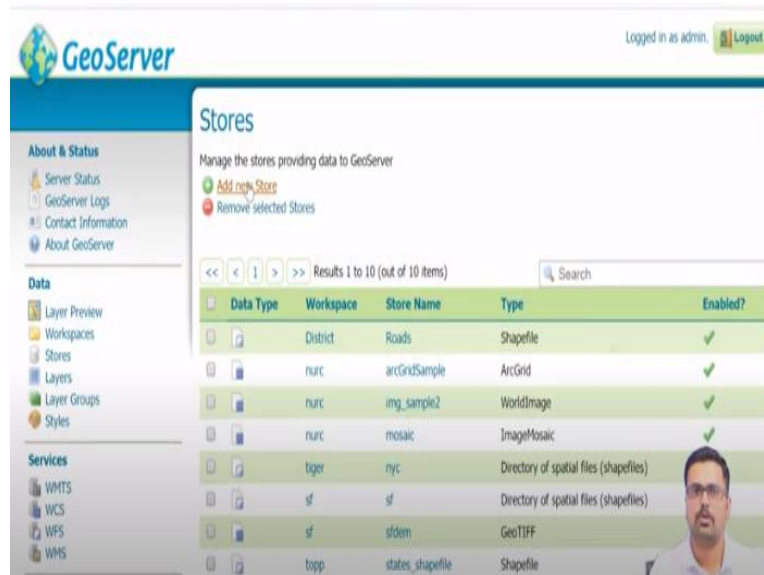 GeoServer
Logged in as admin. Logout
About & Status
Server Status
GeoServer Logs
Contact Information
About GeoServer
Data
Layer Preview
Workspaces
Stores
Layers
Layer Groups
Styles
Services
WMTS
WCS
WFS
WMS
Stores
Manage the stores providing data to GeoServer
Add new Store
Remove selected Stores
<< < 1 > >> Results 1 to 10 (out of 10 items) Search
Data Type Workspace Store Name Type Enabled?
District Roads Shapefile
nurc arcGridSample ArcGrid
nurc img_sample2 WorldImage
nurc mosaic ImageMosaic
tiger nyc Directory of spatial files (shapefiles)
sf sf Directory of spatial files (shapefiles)
sf sfdem GeoTIFF
topp states_shapefile Shapefile